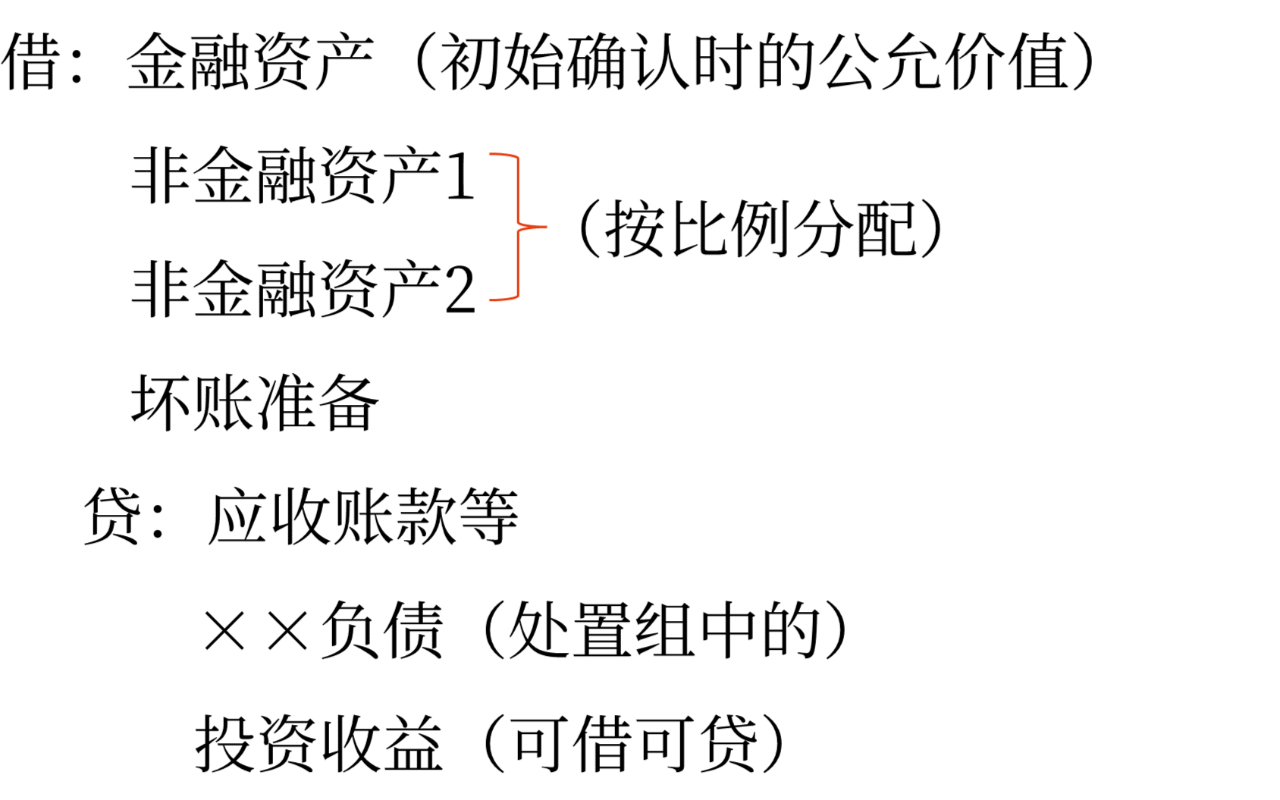 借：金融资产（初始确认时的公允价值）
非金融资产1
（按比例分配）
非金融资产2
坏账准备
贷：应收账款等
××负债（处置组中的）
投资收益（可借可贷）